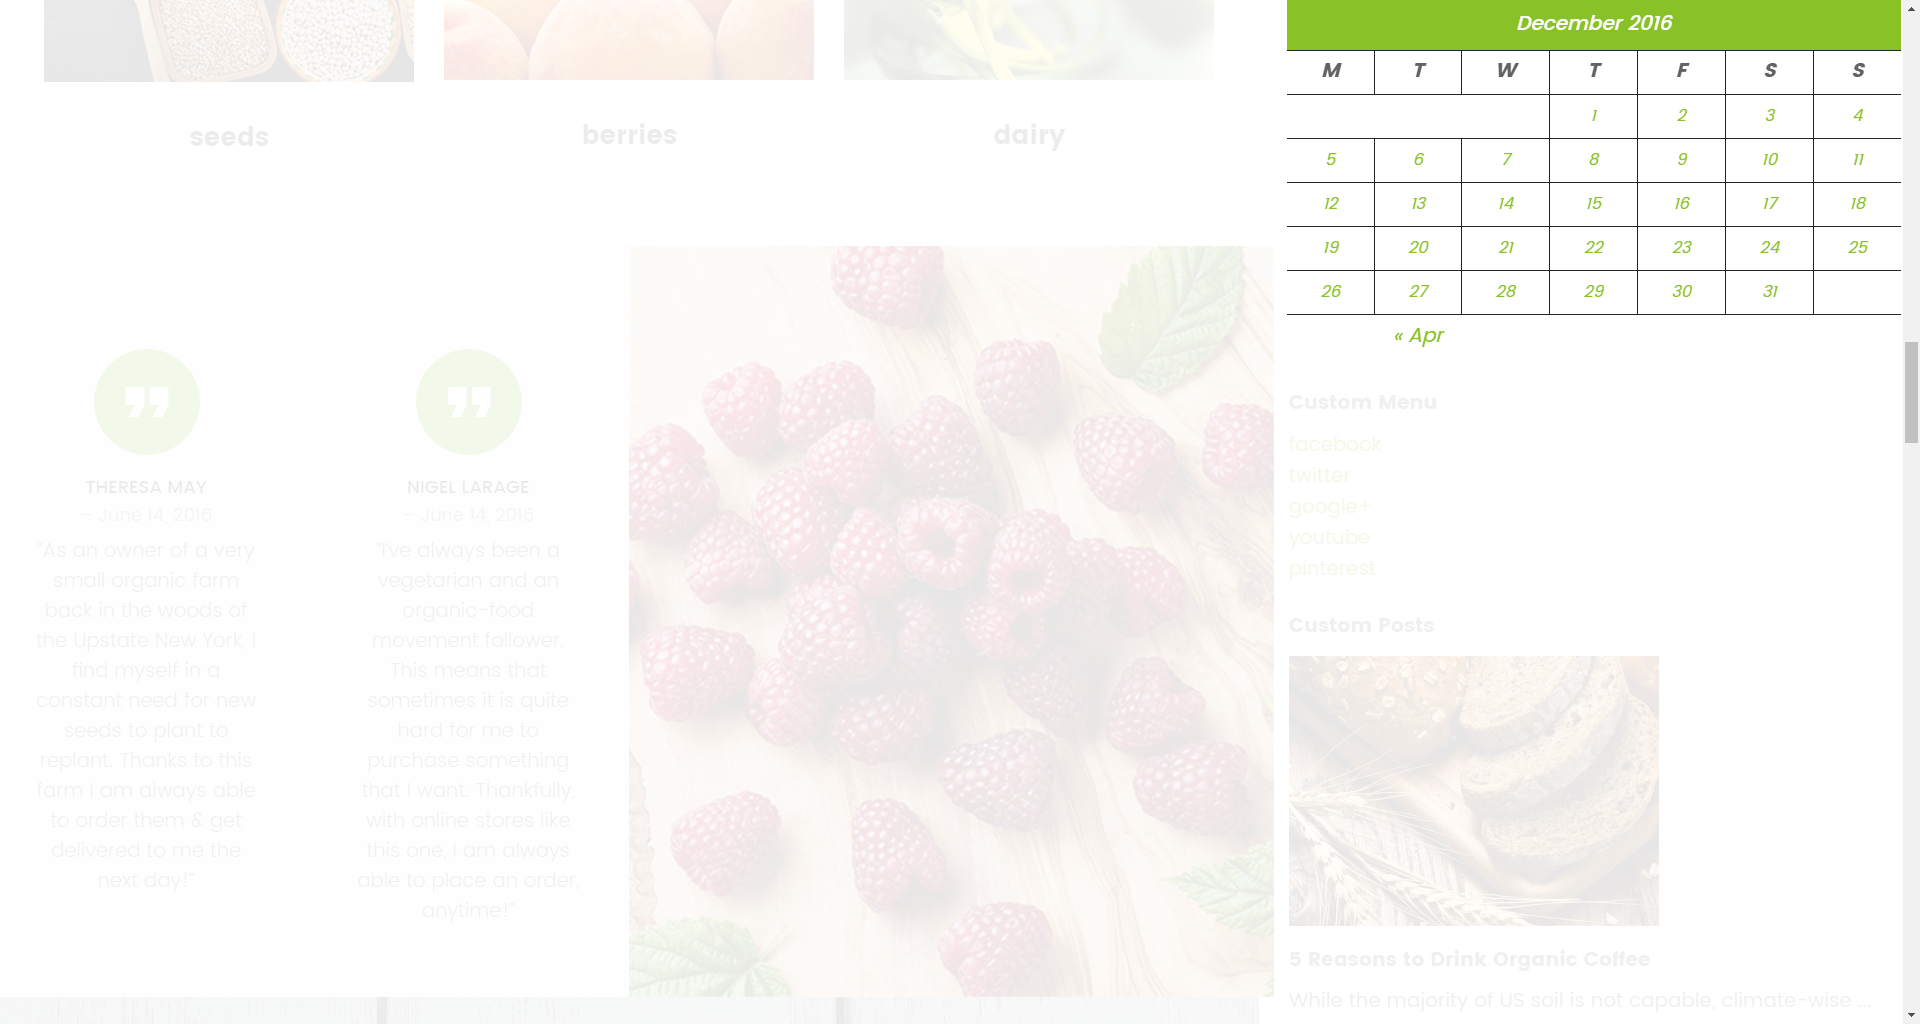 seeds
berries
dairy
THERESA MAY
– June 14, 2016
"As an owner of a very
small organic farm
back in the woods of
the Upstate New York, I
find myself in a
constant need for new
seeds to plant to
replant. Thanks to this
farm I am always able
to order them & get
delivered to me the
next day!"
NIGEL LARAGE
– June 14, 2016
"I've always been a
vegetarian and an
organic-food
movement follower.
This means that
sometimes it is quite
hard for me to
purchase something
that I want. Thankfully,
with online stores like
this one, I am always
able to place an order,
anytime!"
December 2016
M T W T F S S
1 2 3 4
5 6 7 8 9 10 11
12 13 14 15 16 17 18
19 20 21 22 23 24 25
26 27 28 29 30 31
« Apr
Custom Menu
facebook
twitter
google+
youtube
pinterest
Custom Posts
5 Reasons to Drink Organic Coffee
While the majority of US soil is not capable, climate-wise ...